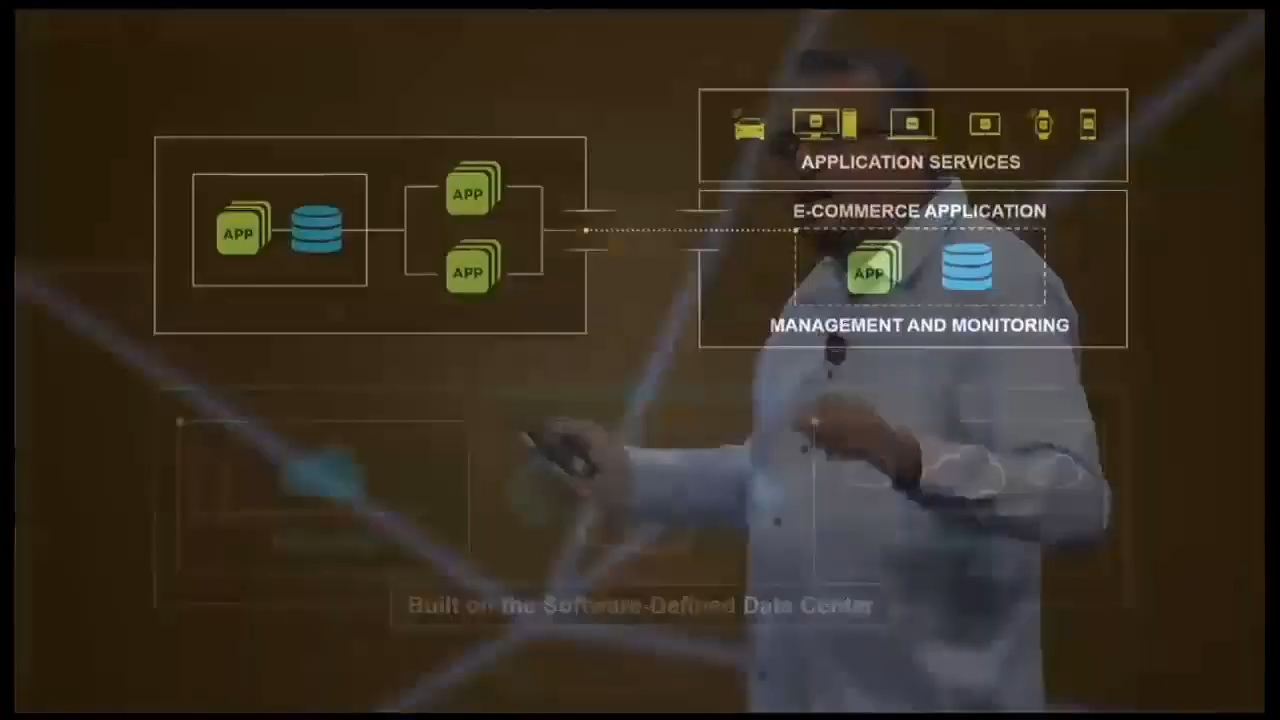 APPLICATION SERVICES
E-COMMERCE APPLICATION
APP
APP
APP
APP
MANAGEMENT AND MONITORING
Built on the Software-Defined Data Center